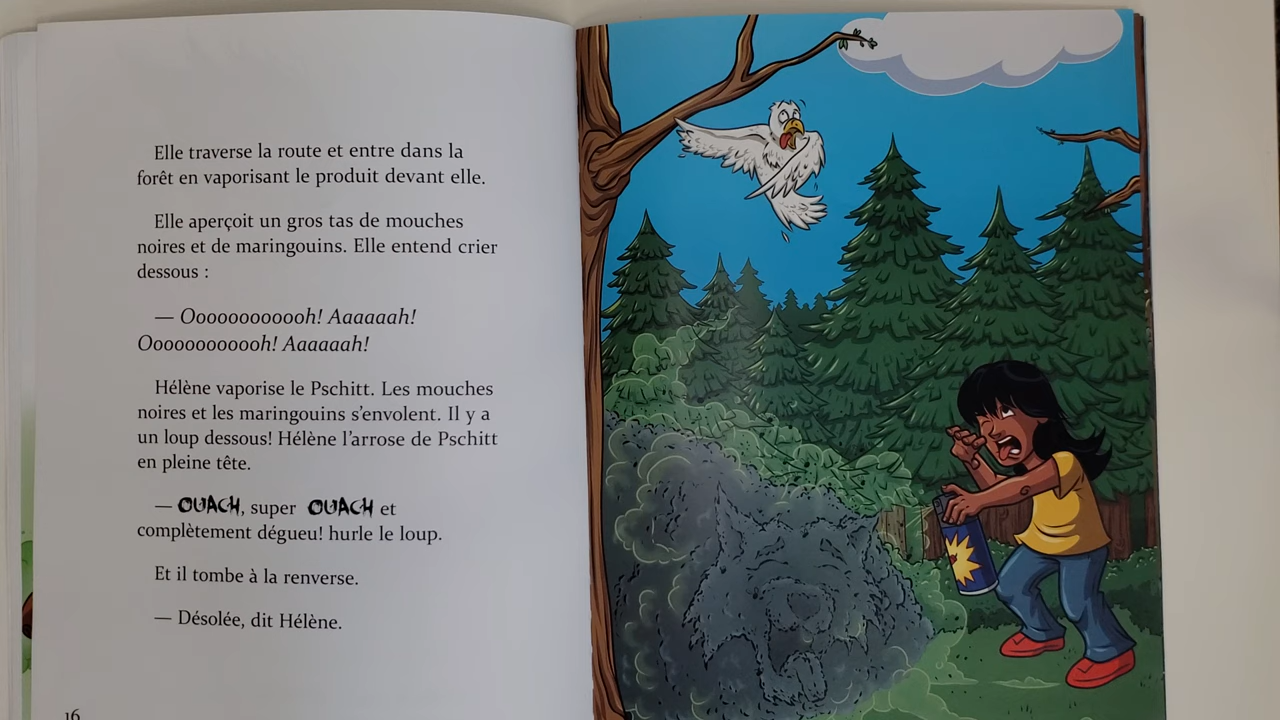 Elle traverse la route et entre dans la
forêt en vaporisant le produit devant elle.
Elle aperçoit un gros tas de mouches
noires et de maringouins. Elle entend crier
dessous :
— Oooooooooooh! Aaaaaah!
Ooooooooooooh! Aaaaaah!
Hélène vaporise le Pschitt. Les mouches
noires et les maringouins s’envolent. Il y a
un loup dessous! Hélène l’arrose de Pschitt
en pleine tête.
— OUACH, super OUACH et
complètement dégueu! hurle le loup.
Et il tombe à la renverse.
— Désolée, dit Hélène.
16